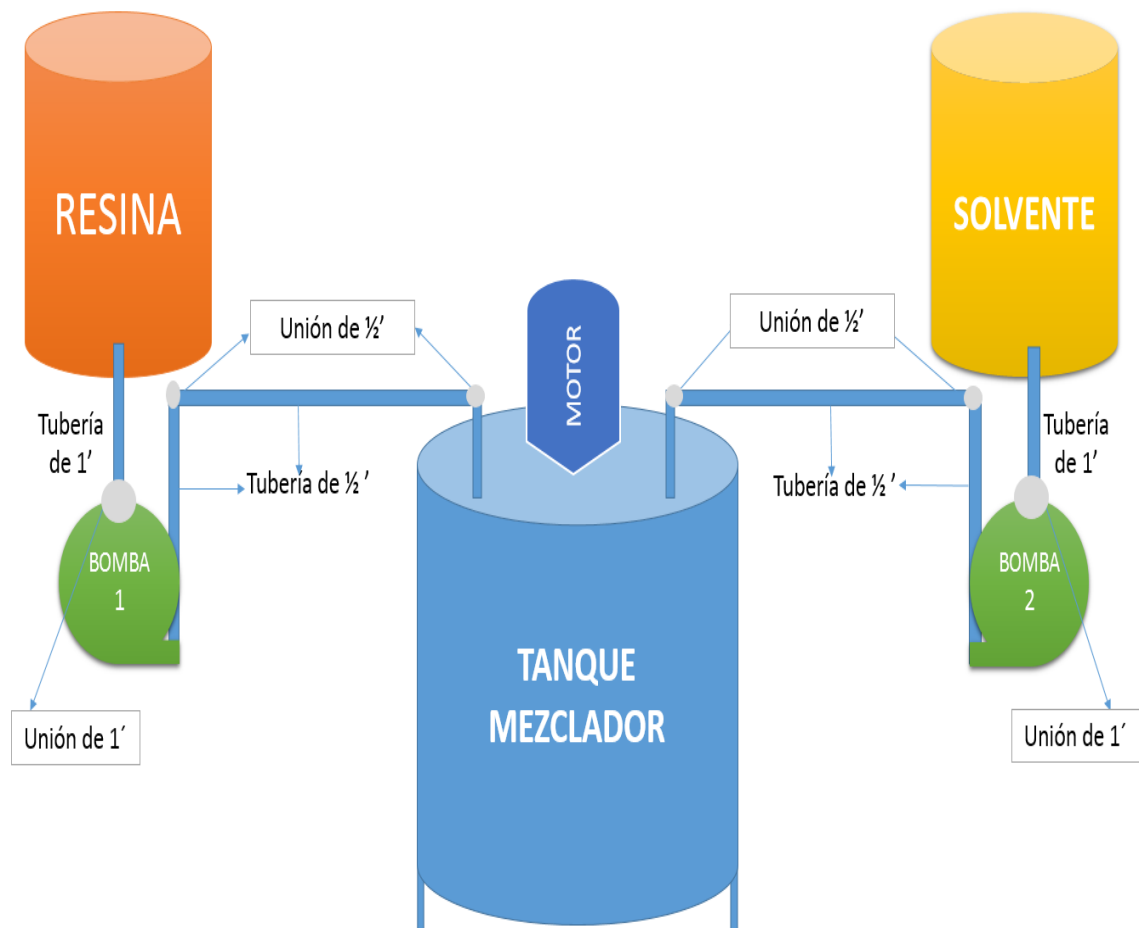 RESINA
SOLVENTE
Unión de ½’
MOTOR
Unión de ½’
Tubería
de 1’
Tubería de ½ ’
Tubería de ½ ’
Tubería
de 1’
BOMBA
1
BOMBA
2
TANQUE
MEZCLADOR
Unión de 1´
Unión de 1´